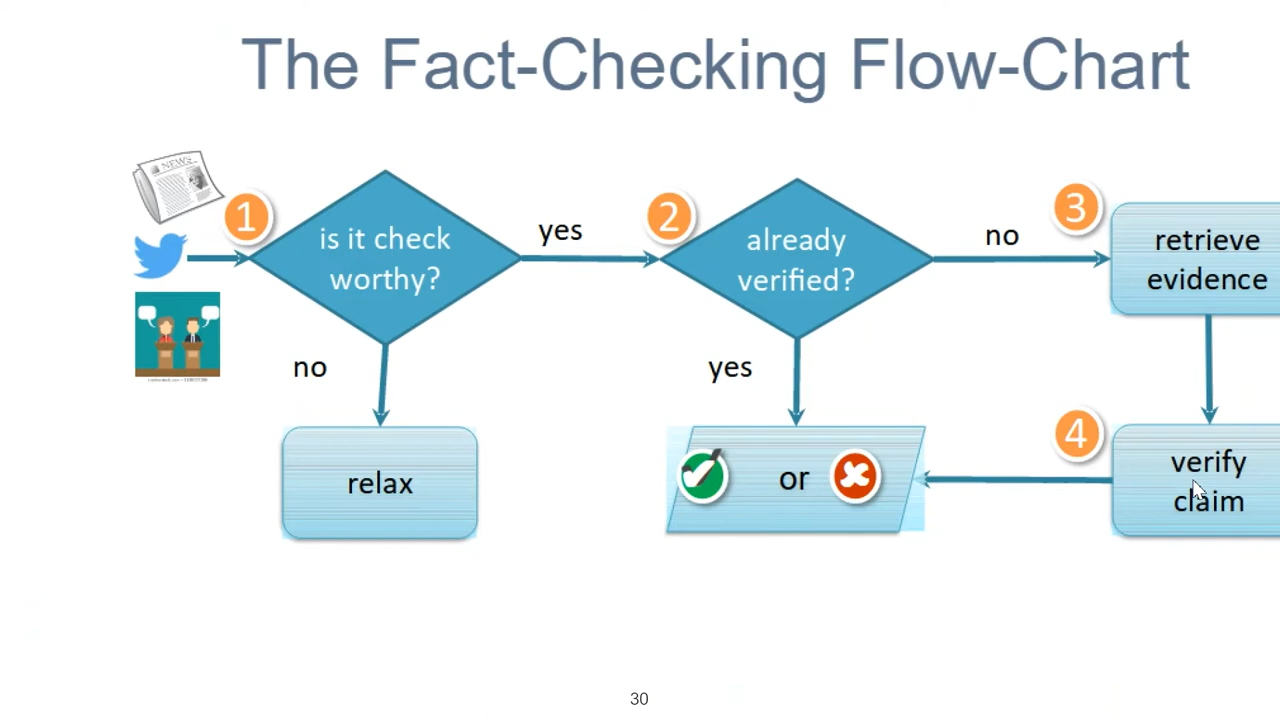 The Fact-Checking Flow-Chart
NEWS
1
is it check
worthy?
yes
2
already
verified?
no
3
retrieve
evidence
no
yes
relax
or
4
verify
claim
30